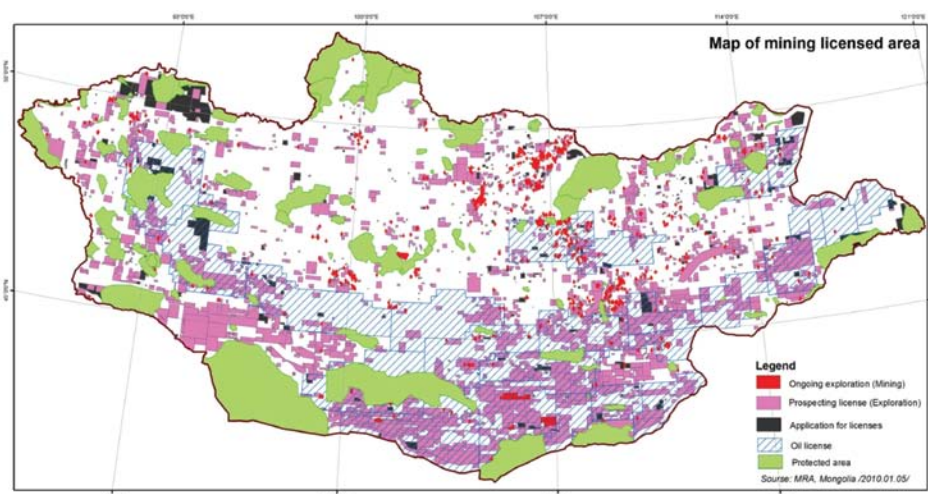 Map of mining licensed area
Legend
Ongoing exploration (Mining)
Prospecting license (Exploration)
Application for licenses
Oil license
Protected area
Sourse: MRA, Mongolia /2010.01.05/